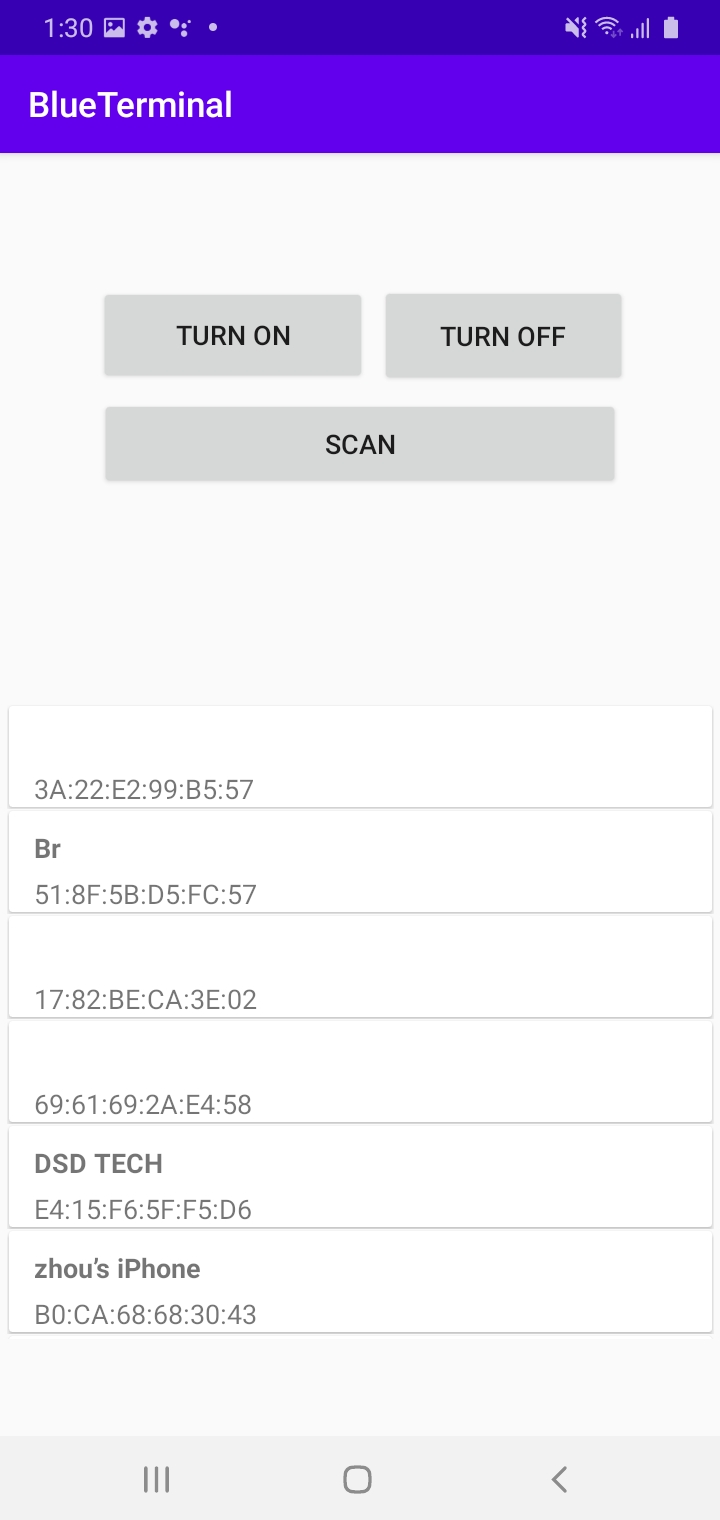 1:30
BlueTerminal
TURN ON
TURN OFF
SCAN
3A:22:E2:99:B5:57
Br
51:8F:5B:D5:FC:57
17:82:BE:CA:3E:02
69:61:69:2A:E4:58
DSD TECH
E4:15:F6:5F:F5:D6
zhou’s iPhone
B0:CA:68:68:30:43